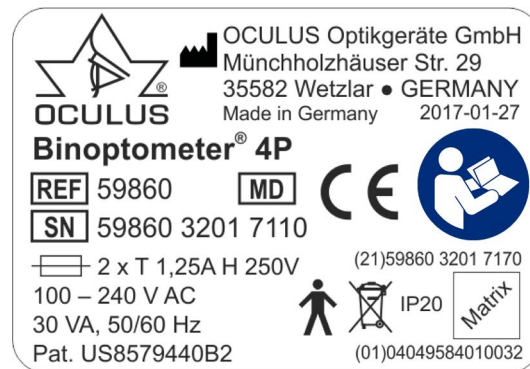 OCULUS Optikgeräte GmbH
Münchholzhäuser Str. 29
35582 Wetzlar ● GERMANY
Made in Germany 2017-01-27
®
OCULUS
Binoptometer® 4P
REF 59860 MD CE
SN 59860 3201 7110
2 x T 1,25A H 250V
100 – 240 V AC
30 VA, 50/60 Hz
Pat. US8579440B2
(21)59860 3201 7170
IP20 Matrix
(01)04049584010032